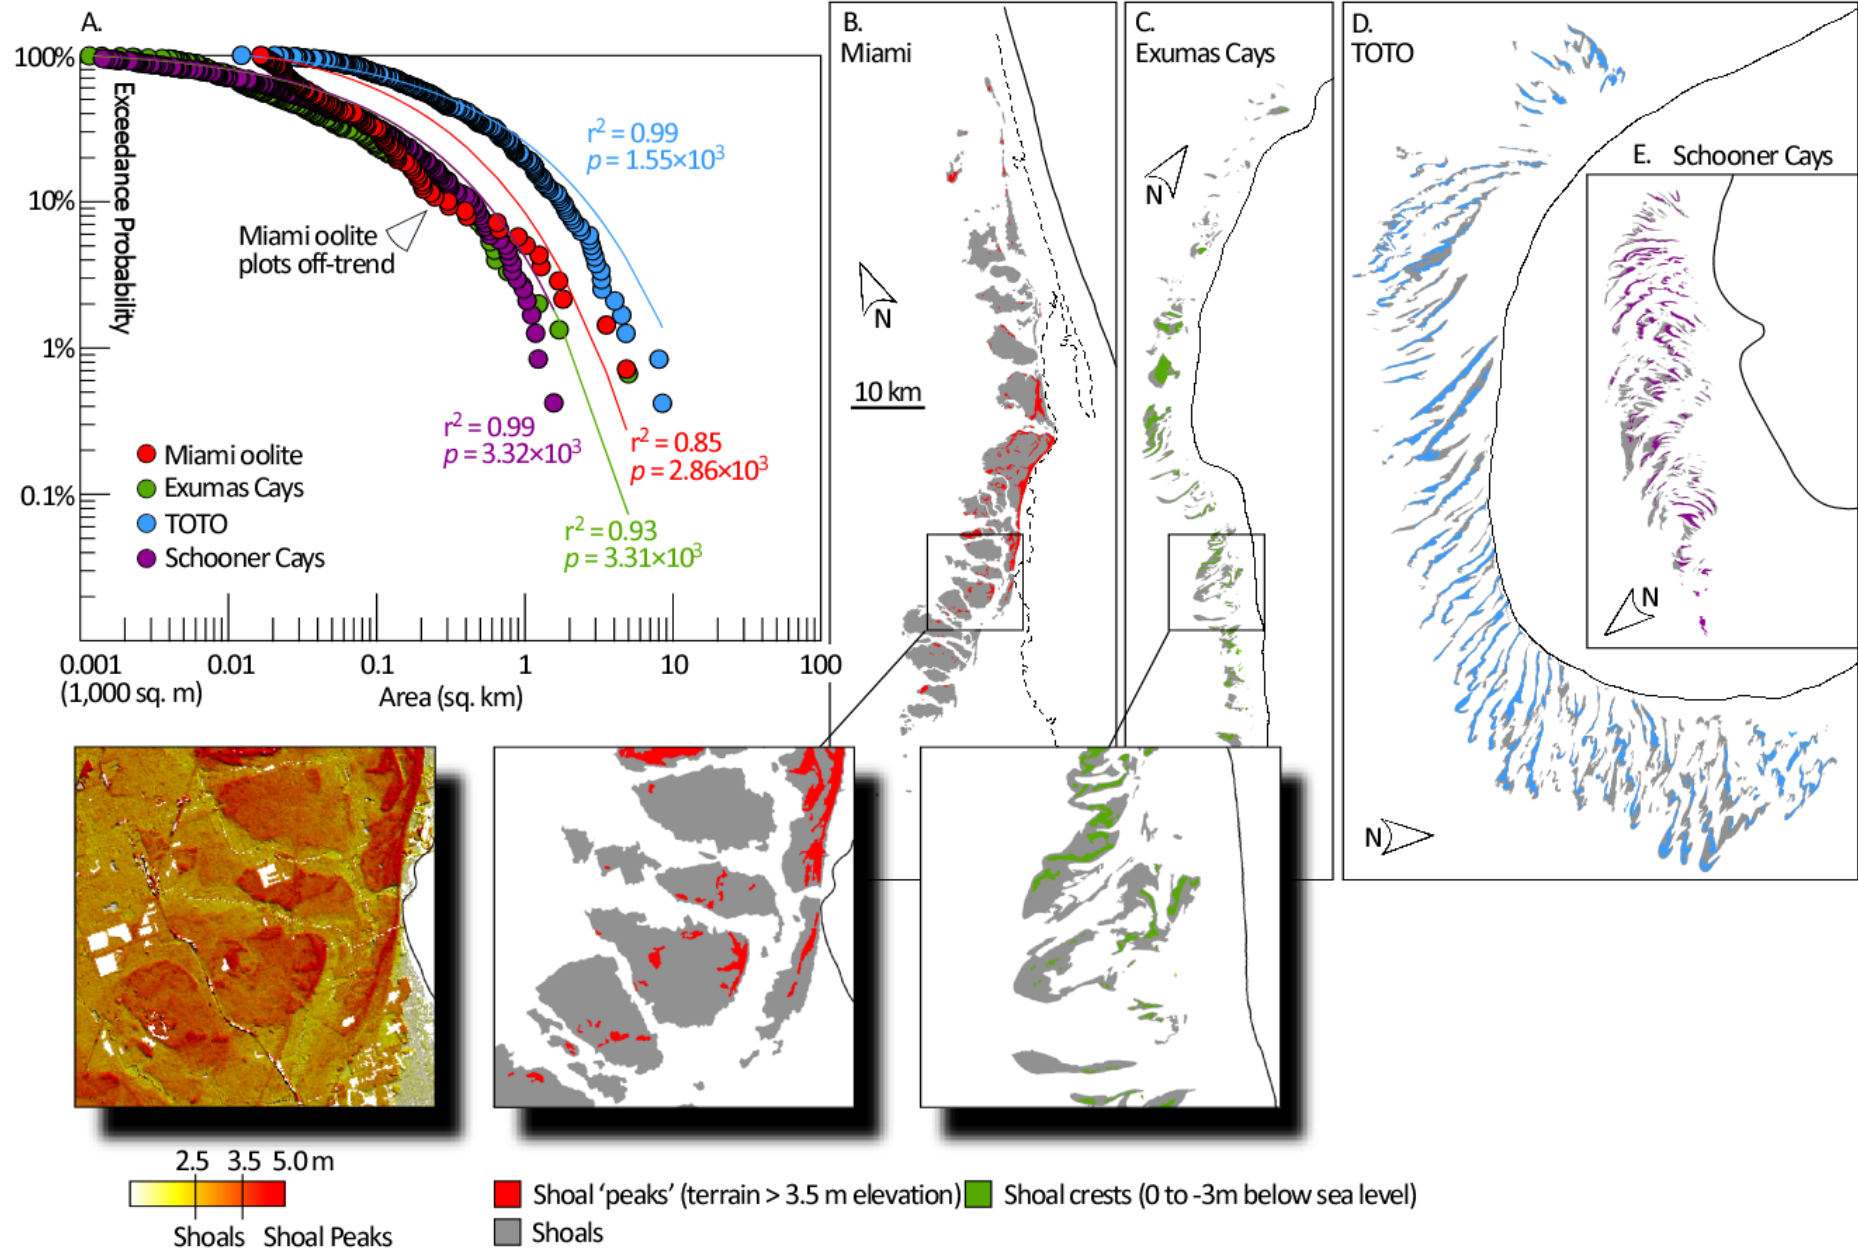 A.
100%
10%
1%
0.1%
Exceedance Probability
r² = 0.99
p = 1.55×10³
Miami oolite
plots off-trend
r² = 0.99
p = 3.32×10³
r² = 0.85
p = 2.86×10³
r² = 0.93
p = 3.31×10³
Miami oolite
Exumas Cays
TOTO
Schooner Cays
0.001 0.01 0.1 1 10 100
(1,000 sq. m)
Area (sq. km)
B.
Miami
N
10 km
C.
Exumas Cays
N
D.
TOTO
N
E. Schooner Cays
N
2.5 3.5 5.0 m
Shoals Shoal Peaks
Shoal ‘peaks’ (terrain > 3.5 m elevation)
Shoal crests (0 to -3m below sea level)
Shoals